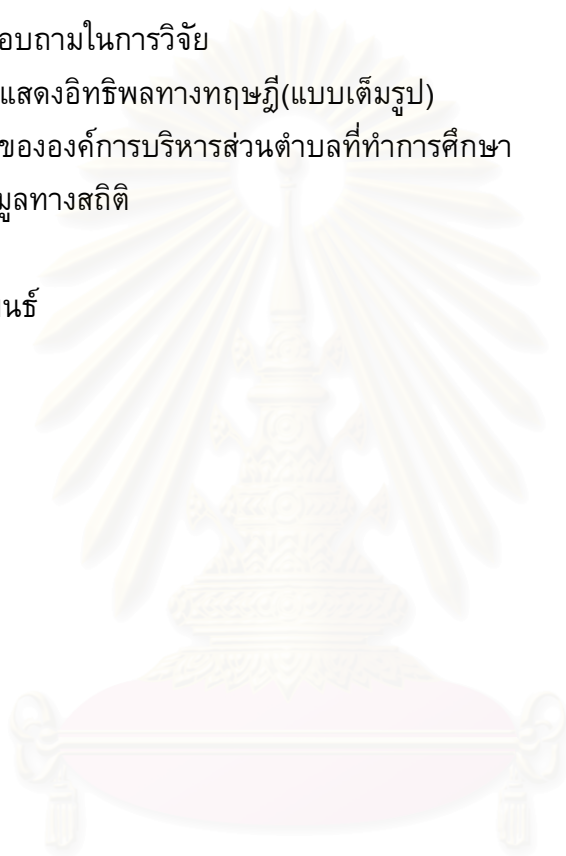 อบถามในการวิจัย
แสดงอิทธิพลทางทฤษฎี(แบบเต็มรูป)
ขององค์การบริหารส่วนตำบลที่ทำการศึกษา
มูลทางสถิติ
นธ์